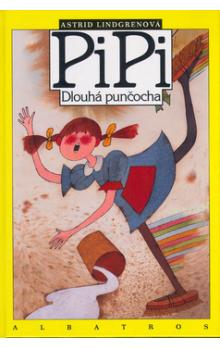 ASTRID LINDGRENOVÁ
PiPi
Dlouhá punčocha
ALBATROS